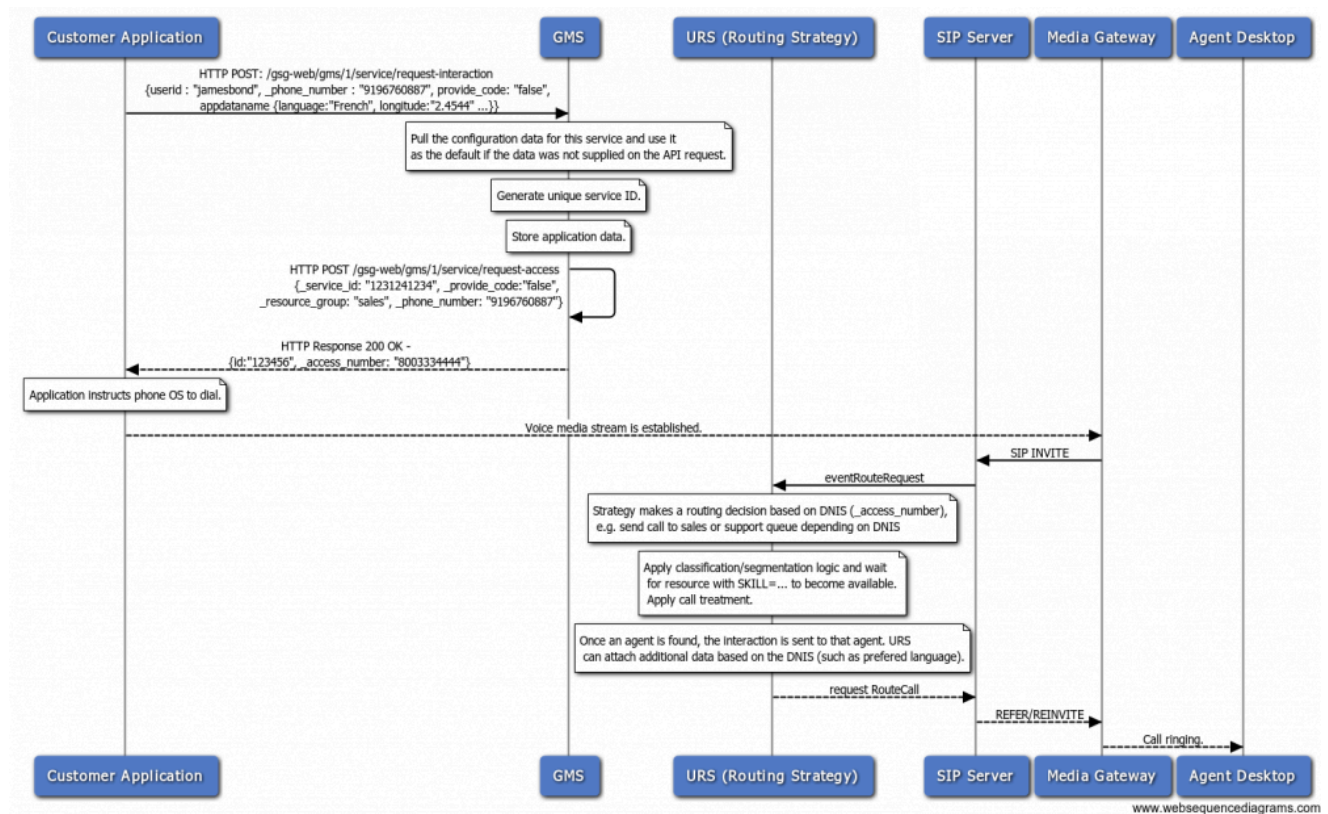 Customer Application
GMS
URS (Routing Strategy)
SIP Server
Media Gateway
Agent Desktop
HTTP POST: /gsg-web/gms/1/service/request-interaction
{userid : "jamesbond", _phone_number : "9196760887", provide_code: "false",
appdataname {language:"French", longitude:"2.4544" ...}}
Pull the configuration data for this service and use it
as the default if the data was not supplied on the API request.
Generate unique service ID.
Store application data.
HTTP POST /gsg-web/gms/1/service/request-access
{_service_id: "1231241234", _provide_code:"false",
_resource_group: "sales", _phone_number: "9196760887"}
HTTP Response 200 OK -
{id:"123456", _access_number: "8003334444"}
Application instructs phone OS to dial.
Voice media stream is established.
SIP INVITE
eventRouteRequest
Strategy makes a routing decision based on DNIS (_access_number),
e.g. send call to sales or support queue depending on DNIS
Apply classification/segmentation logic and wait
for resource with SKILL=... to become available.
Apply call treatment.
Once an agent is found, the interaction is sent to that agent. URS
can attach additional data based on the DNIS (such as prefered language).
request RouteCall
REFER/REINVITE
Call ringing.
Customer Application
GMS
URS (Routing Strategy)
SIP Server
Media Gateway
Agent Desktop
www.websequencediagrams.com